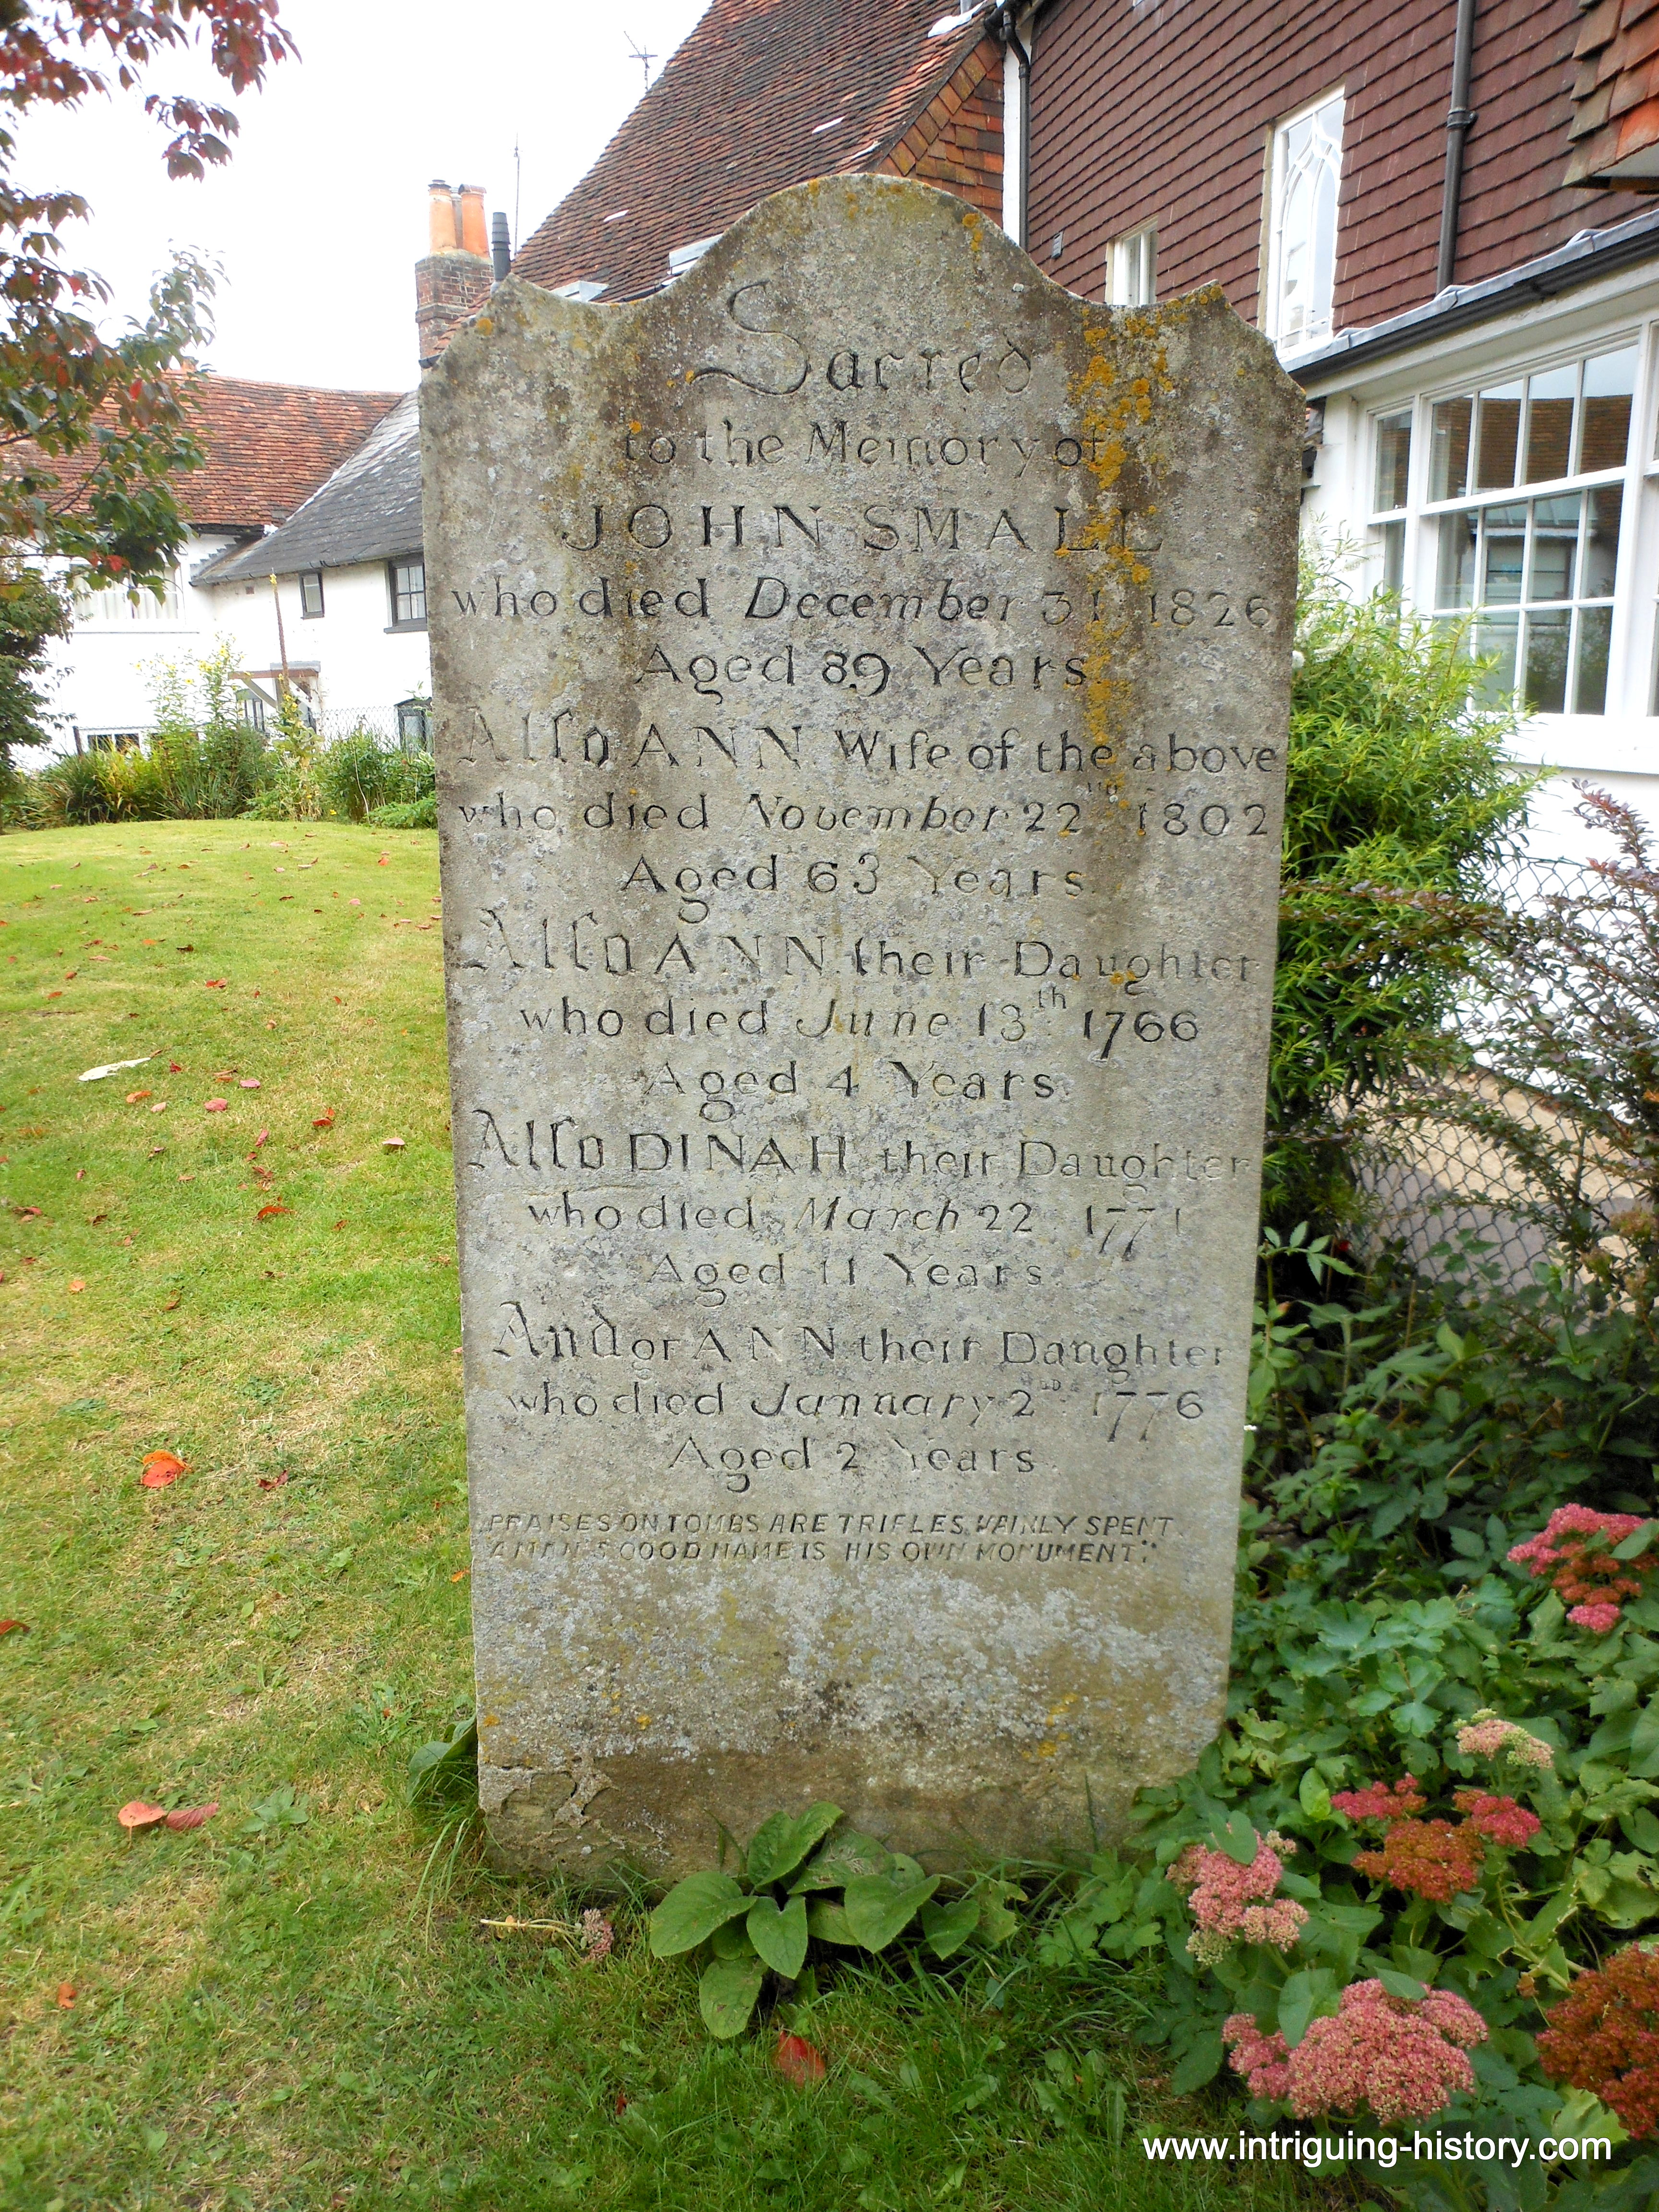 Sacred
to the Memory of
JOHN SMALL
who died December 31 1826
Aged 89 Years.
Alſo ANN Wife of the above
who died November 22 1802
Aged 63 Years.
Alſo ANN their Daughter
who died June 13th 1766
Aged 4 Years.
Alſo DINAH their Daughter
who died March 22 1771
Aged 11 Years.
And or ANN their Daughter
who died January 2ND 1776
Aged 2 Years.
PRAISES ON TOMBS ARE TRIFLES VAINLY SPENT.
A MAN'S GOOD NAME IS HIS OWN MONUMENT."
www.intriguing-history.com